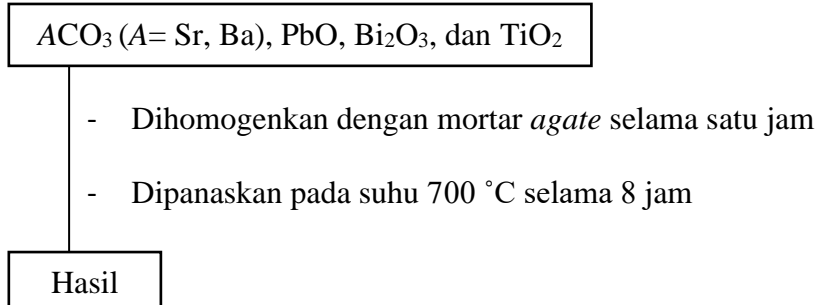 ACO₃ (A= Sr, Ba), PbO, Bi₂O₃, dan TiO₂
- Dihomogenkan dengan mortar agate selama satu jam
- Dipanaskan pada suhu 700 ˚C selama 8 jam
Hasil